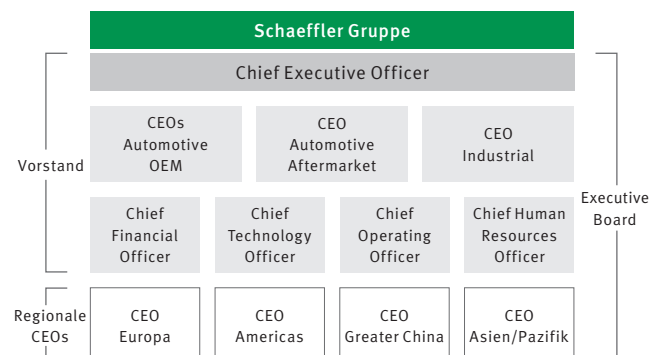 Schaeffler Gruppe
Chief Executive Officer
CEOs
Automotive
OEM
CEO
Automotive
Aftermarket
CEO
Industrial
Vorstand
Chief
Financial
Officer
Chief
Technology
Officer
Chief
Operating
Officer
Chief Human
Resources
Officer
Executive
Board
Regionale
CEOs
CEO
Europa
CEO
Americas
CEO
Greater China
CEO
Asien/Pazifik